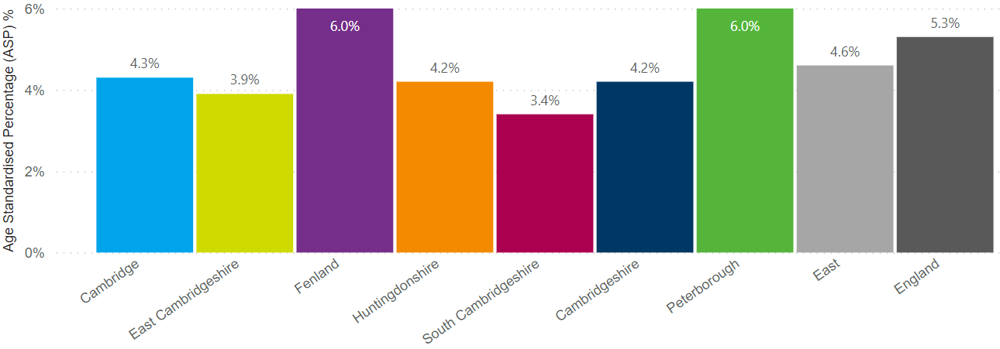 Age Standardised Percentage (ASP) %
6%
4%
2%
0%
4.3%
3.9%
6.0%
4.2%
3.4%
4.2%
6.0%
4.6%
5.3%
Cambridge
East Cambridgeshire
Fenland
Huntingdonshire
South Cambridgeshire
Cambridgeshire
Peterborough
East
England